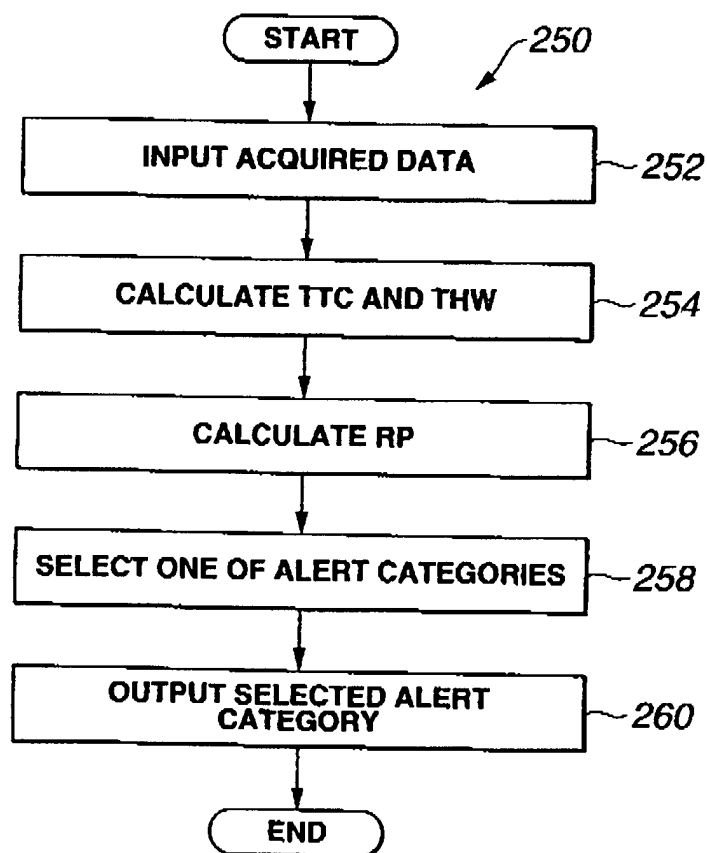 START
250
INPUT ACQUIRED DATA
252
CALCULATE TTC AND THW
254
CALCULATE RP
256
SELECT ONE OF ALERT CATEGORIES
258
OUTPUT SELECTED ALERT
CATEGORY
260
END